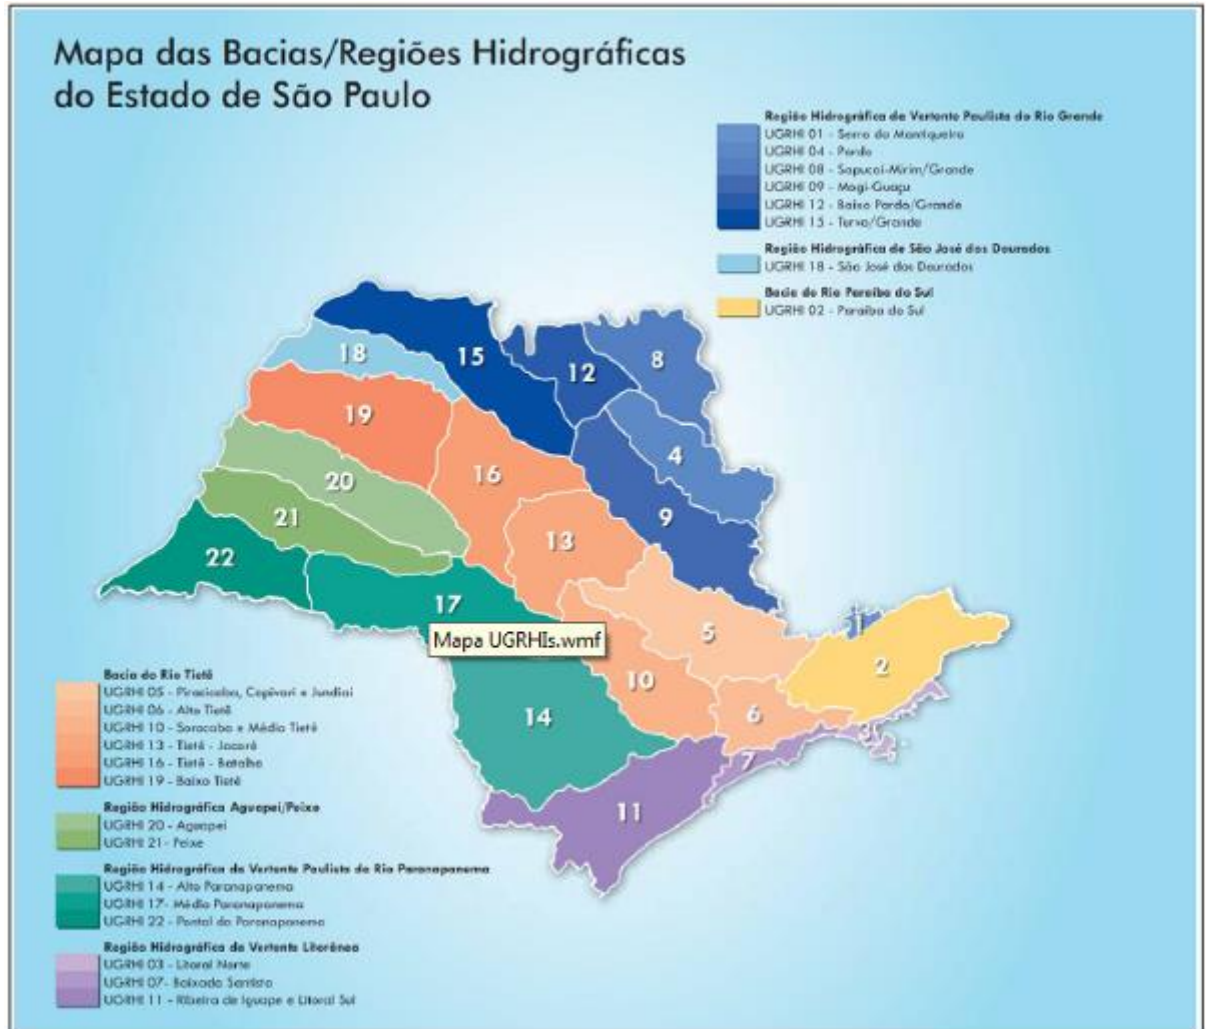 Mapa das Bacias/Regiões Hidrográficas
do Estado de São Paulo
Região Hidrográfica da Vertente Paulista do Rio Grande
UGRHI 01 - Serra da Mantiqueira
UGRHI 04 - Pardo
UGRHI 08 - Sapucaí-Mirim/Grande
UGRHI 09 - Mogi-Guaçu
UGRHI 12 - Baixo Pardo/Grande
UGRHI 15 - Turvo/Grande
Região Hidrográfica de São José dos Dourados
UGRHI 18 - São José dos Dourados
Bacia do Rio Paraíba do Sul
UGRHI 02 - Paraíba do Sul
18
15
12
8
19
4
20
16
9
21
13
22
17
5
1
2
Mapa UGRHIs.wmf
10
14
6
3
7
11
Bacia do Rio Tietê
UGRHI 05 - Piracicaba, Capivari e Jundiaí
UGRHI 06 - Alto Tietê
UGRHI 10 - Sorocaba e Médio Tietê
UGRHI 13 - Tietê - Jacaré
UGRHI 16 - Tietê - Batalha
UGRHI 19 - Baixo Tietê
Região Hidrográfica Aguapeí/Peixe
UGRHI 20 - Aguapeí
UGRHI 21- Peixe
Região Hidrográfica da Vertente Paulista do Rio Paranapanema
UGRHI 14 - Alto Paranapanema
UGRHI 17- Médio Paranapanema
UGRHI 22 - Pontal do Paranapanema
Região Hidrográfica da Vertente Litorânea
UGRHI 03 - Litoral Norte
UGRHI 07- Baixada Santista
UGRHI 11 - Ribeira de Iguape e Litoral Sul